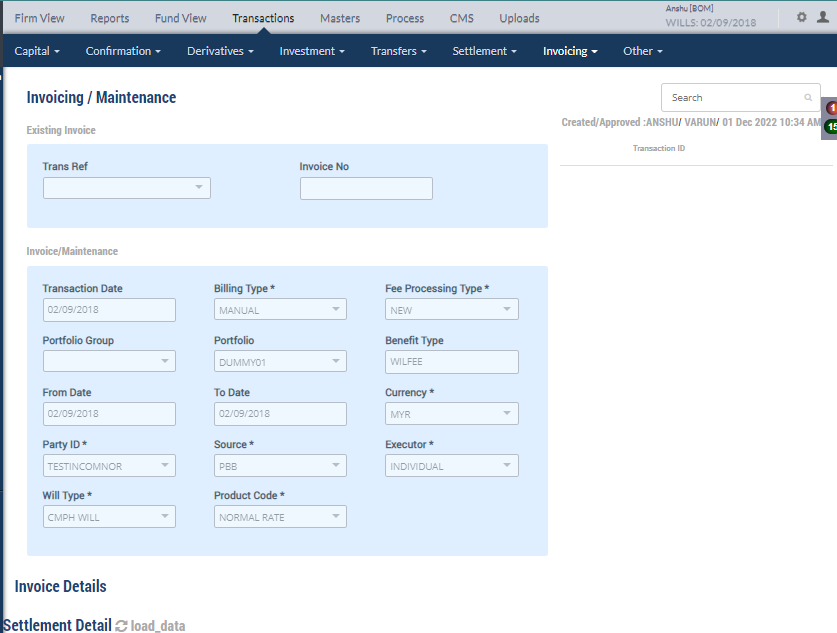 Firm View Reports Fund View Transactions Masters Process CMS Uploads
Anshu [BOM]
WILLS: 02/09/2018
Capital Confirmation Derivatives Investment Transfers Settlement Invoicing Other
Invoicing / Maintenance
Search
Created/Approved :ANSHU/ VARUN/ 01 Dec 2022 10:34 AM
Transaction ID
1
15
Existing Invoice
Trans Ref Invoice No
Invoice/Maintenance
Transaction Date Billing Type * Fee Processing Type *
02/09/2018 MANUAL NEW
Portfolio Group Portfolio Benefit Type
DUMMY01 WILFEE
From Date To Date Currency *
02/09/2018 02/09/2018 MYR
Party ID * Source * Executor *
TESTINCOMNOR PBB INDIVIDUAL
Will Type * Product Code *
CMPH WILL NORMAL RATE
Invoice Details
Settlement Detail load_data